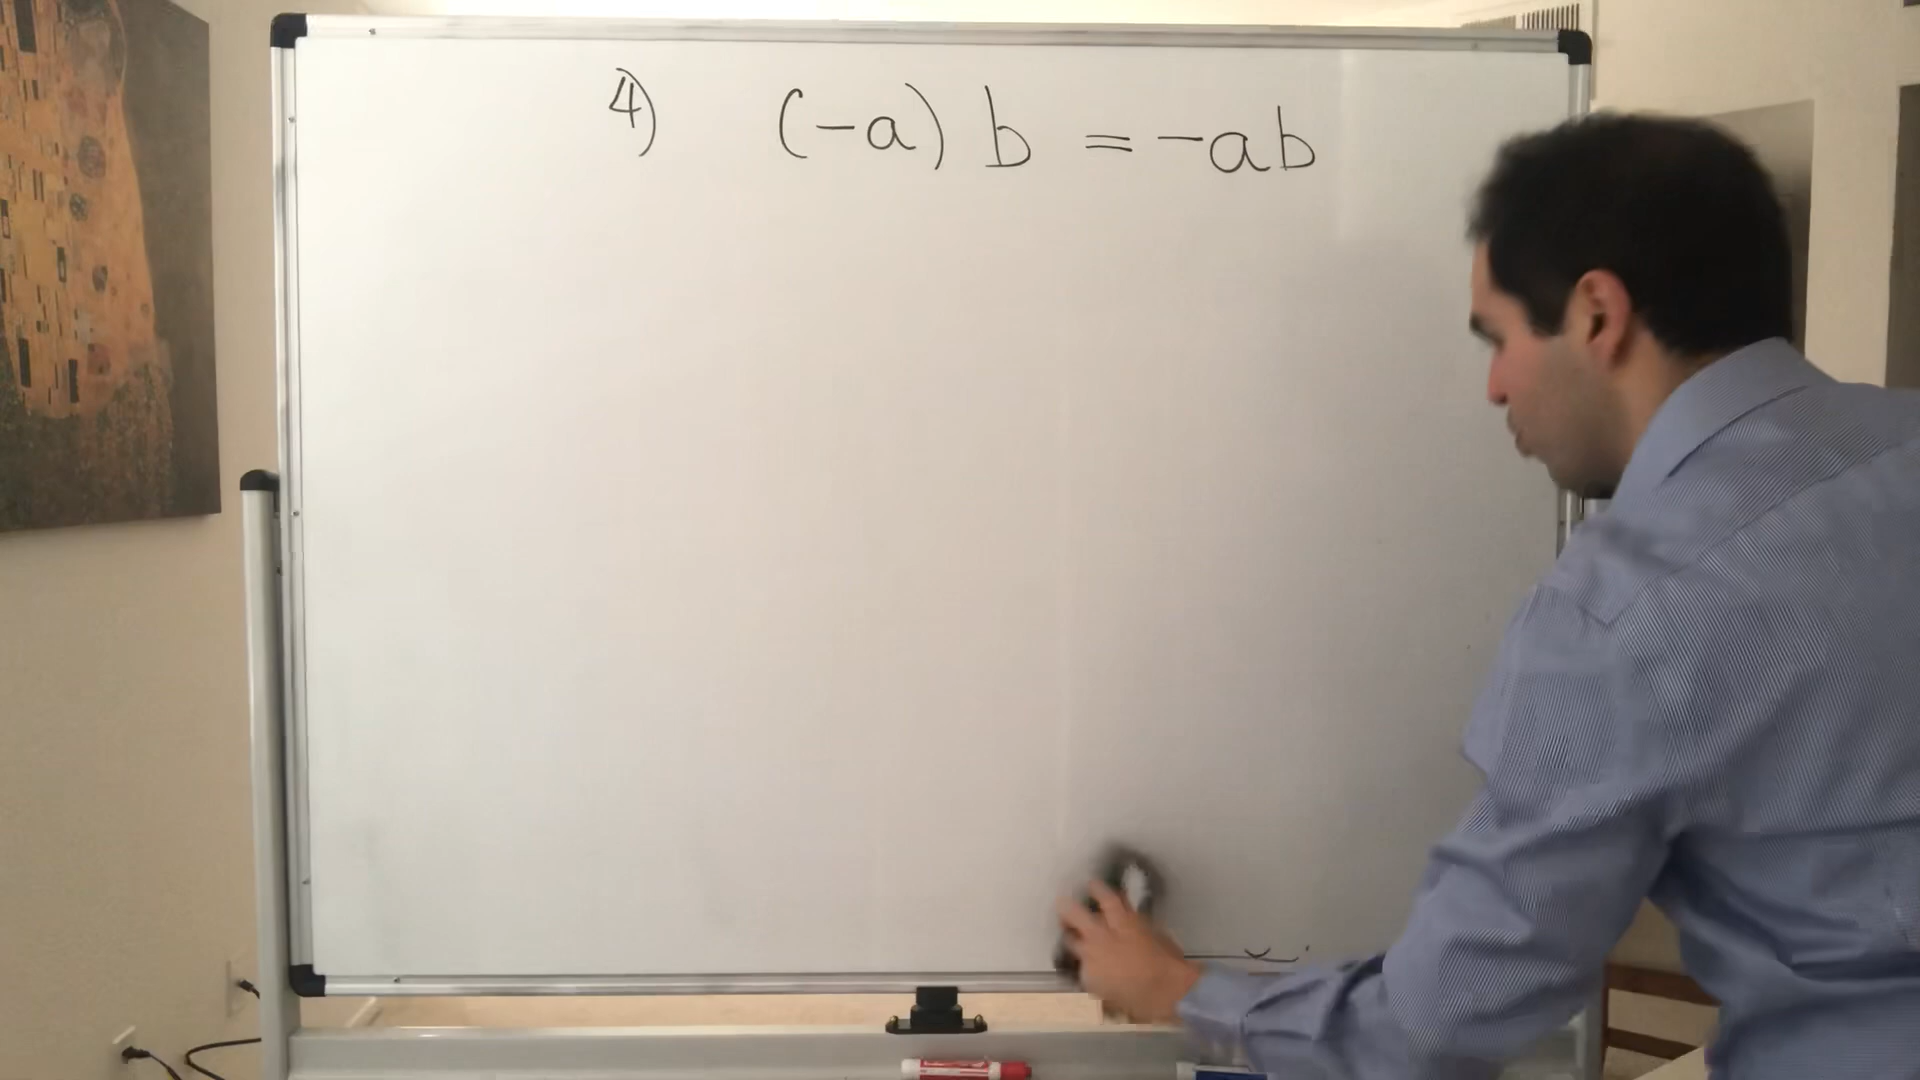 4) (-a) b = -ab